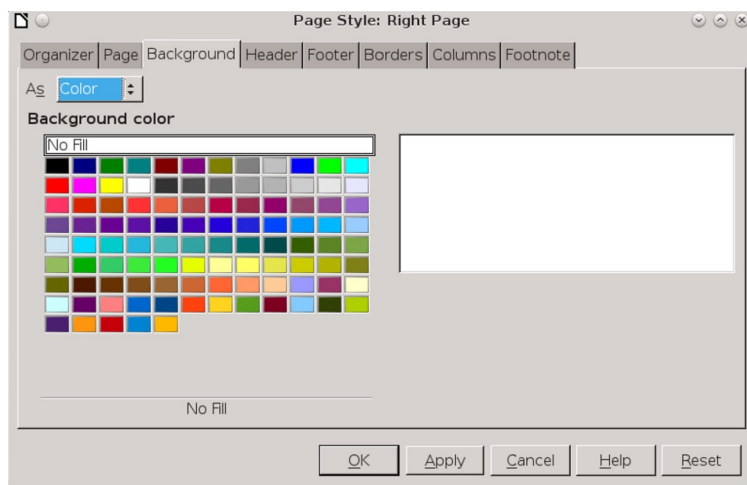 Page Style: Right Page
Organizer Page Background Header Footer Borders Columns Footnote
As Color
Background color
No Fill
No Fill
OK Apply Cancel Help Reset